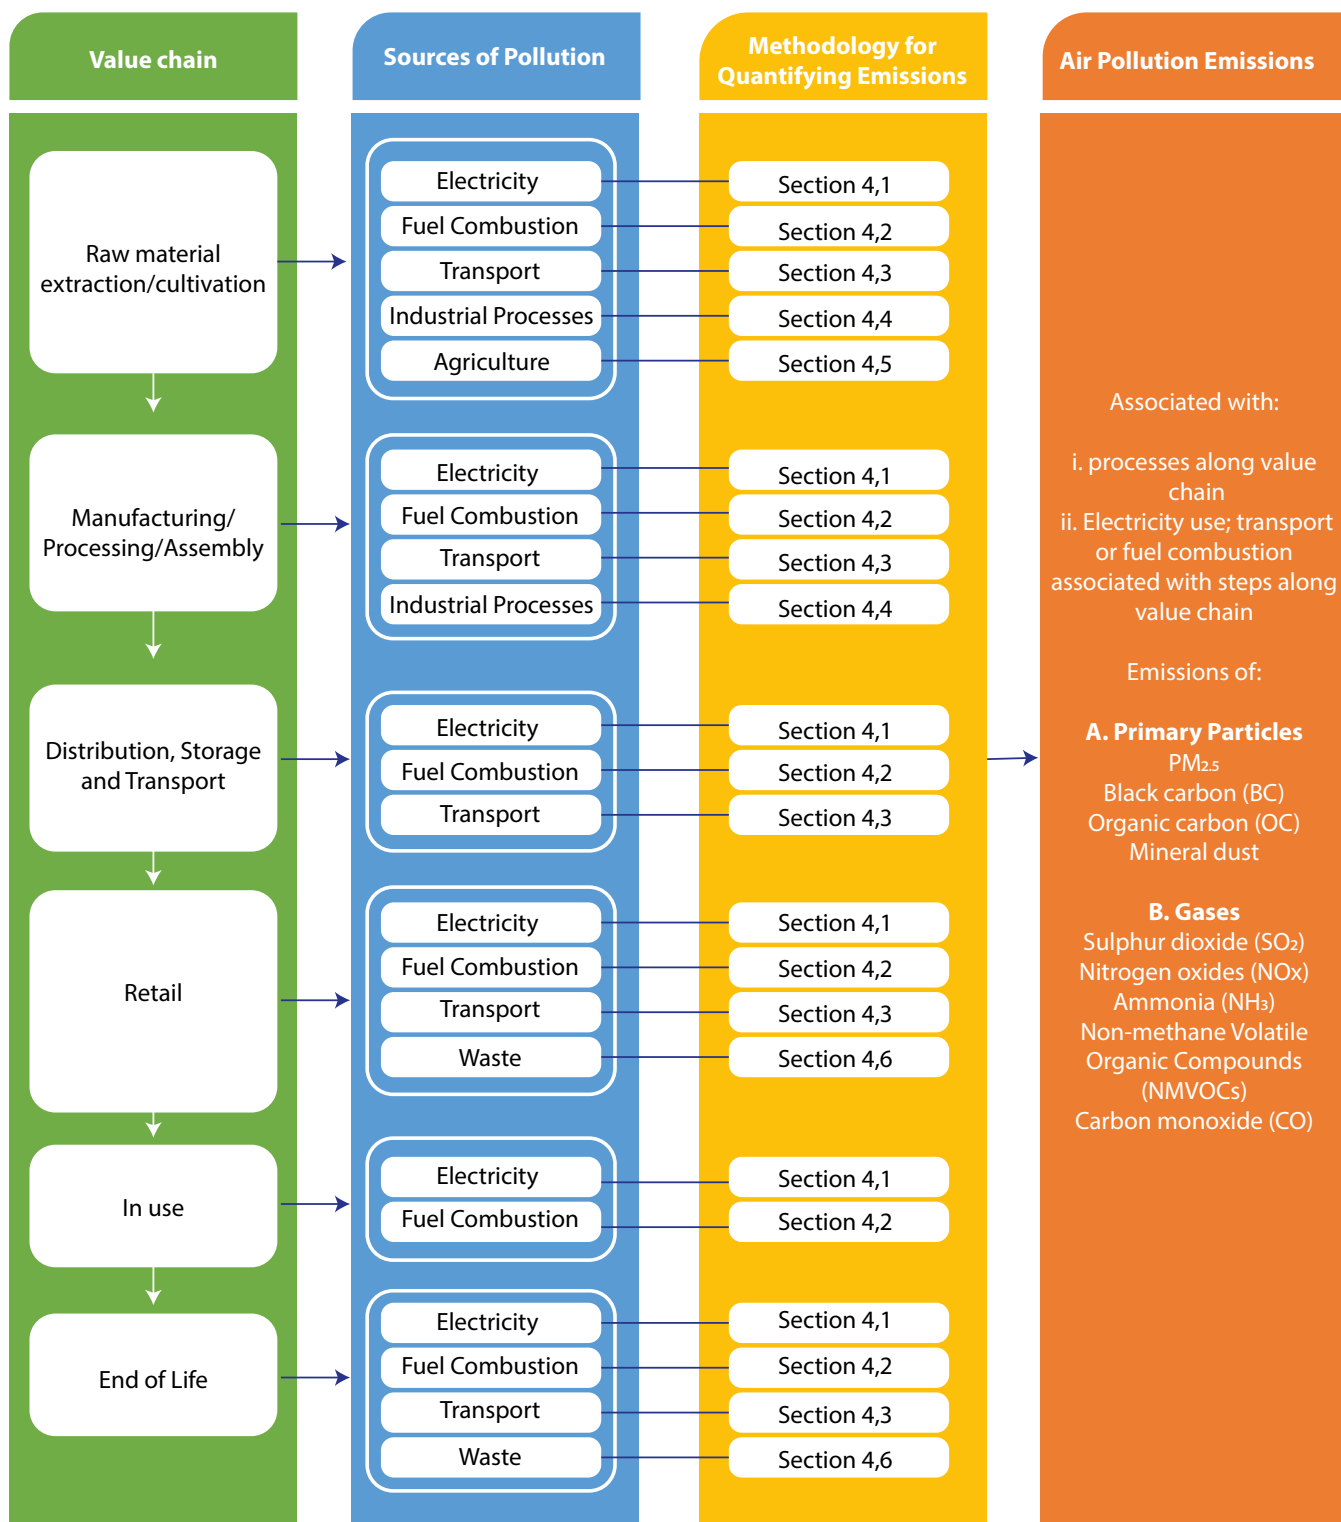 Value chain
Sources of Pollution
Methodology for
Quantifying Emissions
Air Pollution Emissions
Raw material
extraction/cultivation
Electricity
Section 4,1
Fuel Combustion
Section 4,2
Transport
Section 4,3
Industrial Processes
Section 4,4
Agriculture
Section 4,5
Manufacturing/
Processing/Assembly
Electricity
Section 4,1
Fuel Combustion
Section 4,2
Transport
Section 4,3
Industrial Processes
Section 4,4
Distribution, Storage
and Transport
Electricity
Section 4,1
Fuel Combustion
Section 4,2
Transport
Section 4,3
Retail
Electricity
Section 4,1
Fuel Combustion
Section 4,2
Transport
Section 4,3
Waste
Section 4,6
In use
Electricity
Section 4,1
Fuel Combustion
Section 4,2
End of Life
Electricity
Section 4,1
Fuel Combustion
Section 4,2
Transport
Section 4,3
Waste
Section 4,6
Associated with:
i. processes along value
chain
ii. Electricity use; transport
or fuel combustion
associated with steps along
value chain
Emissions of:
A. Primary Particles
PM₂.₅
Black carbon (BC)
Organic carbon (OC)
Mineral dust
B. Gases
Sulphur dioxide (SO₂)
Nitrogen oxides (NOx)
Ammonia (NH₃)
Non-methane Volatile
Organic Compounds
(NMVOCs)
Carbon monoxide (CO)